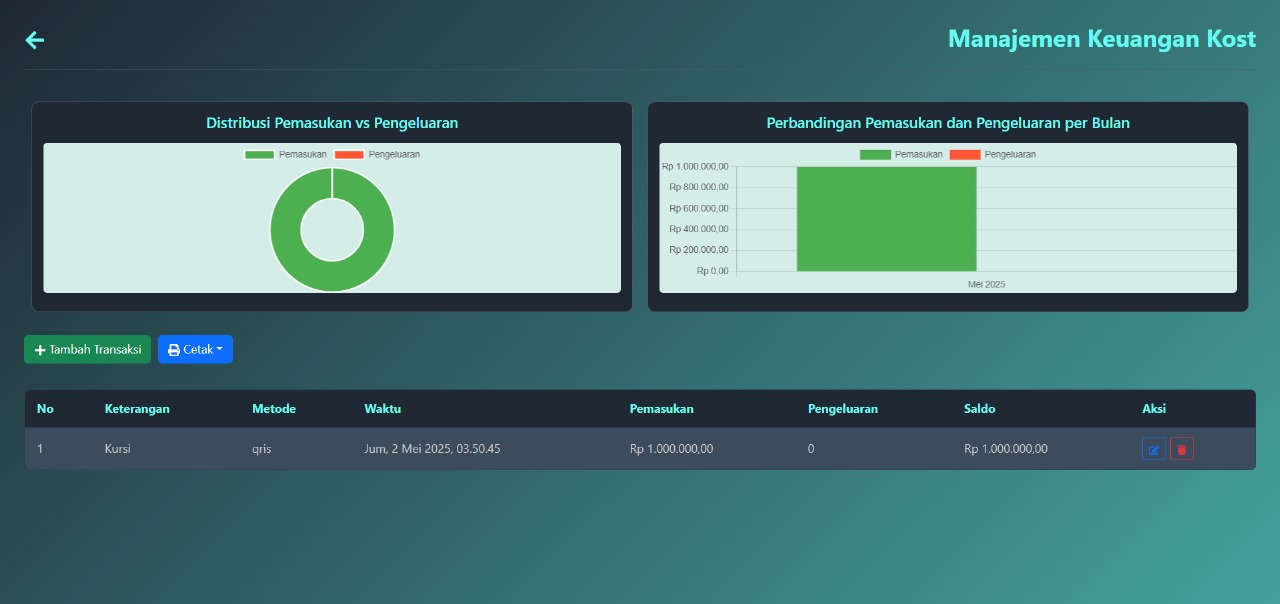 Manajemen Keuangan Kost
Distribusi Pemasukan vs Pengeluaran
Pemasukan Pengeluaran
Perbandingan Pemasukan dan Pengeluaran per Bulan
Pemasukan Pengeluaran
Rp 1.000.000,00
Rp 800.000,00
Rp 600.000,00
Rp 400.000,00
Rp 200.000,00
Rp 0,00
Mei 2025
Tambah Transaksi Cetak
No Keterangan Metode Waktu Pemasukan Pengeluaran Saldo Aksi
1 Kursi qris Jum, 2 Mei 2025, 03.50.45 Rp 1.000.000,00 0 Rp 1.000.000,00